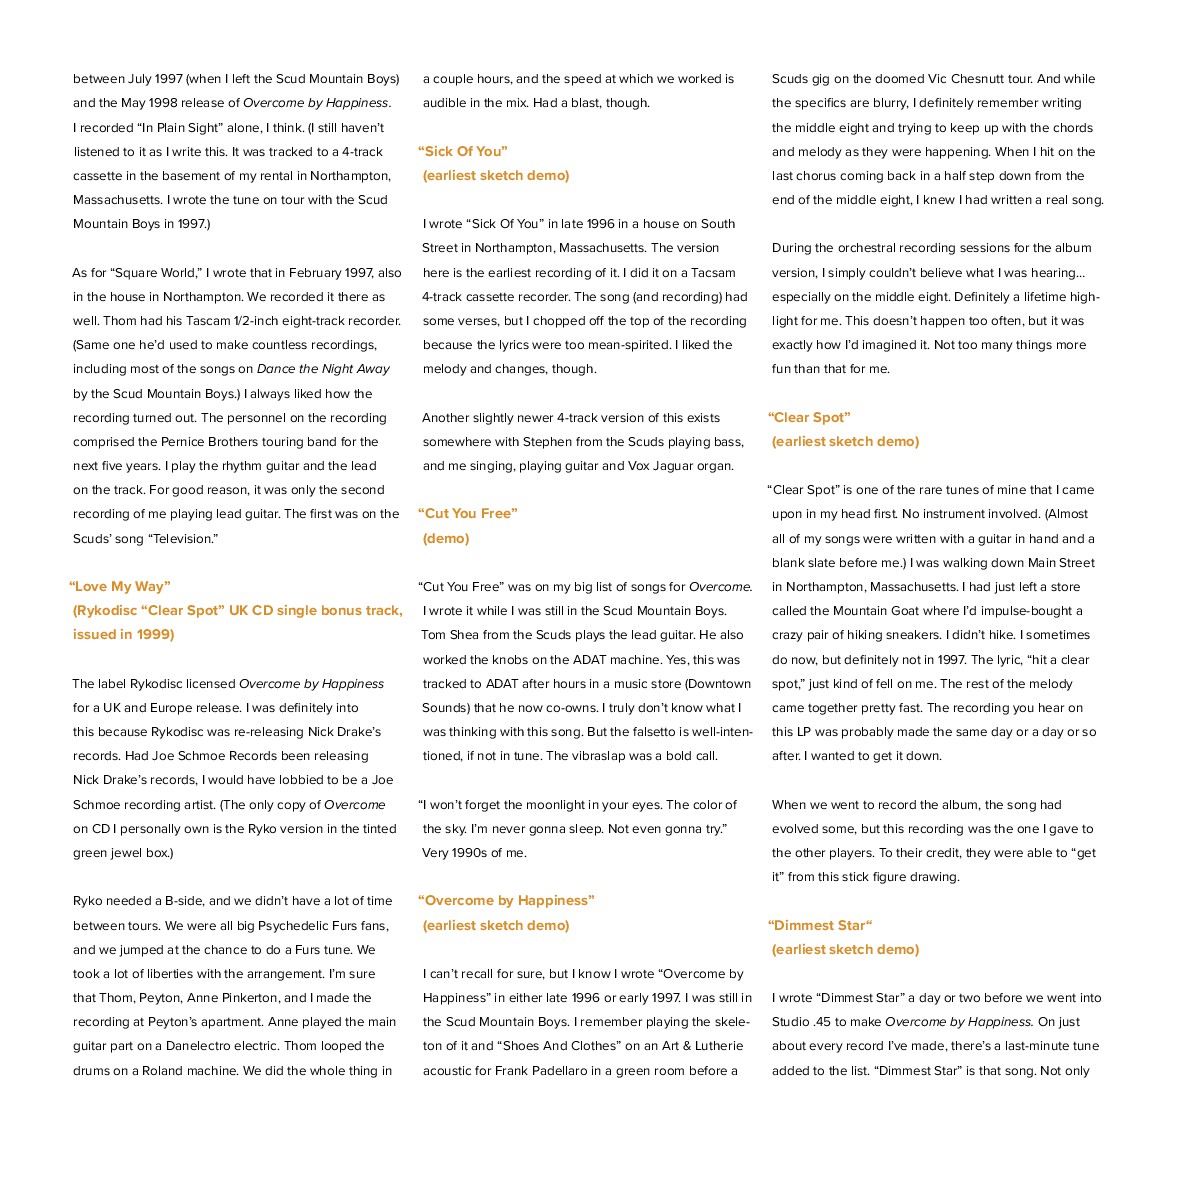 between July 1997 (when I left the Scud Mountain Boys)
and the May 1998 release of Overcome by Happiness.
I recorded “In Plain Sight” alone, I think. (I still haven’t
listened to it as I write this. It was tracked to a 4-track
cassette in the basement of my rental in Northampton,
Massachusetts. I wrote the tune on tour with the Scud
Mountain Boys in 1997.)
As for “Square World,” I wrote that in February 1997, also
in the house in Northampton. We recorded it there as
well. Thom had his Tascam 1/2-inch eight-track recorder.
(Same one he’d used to make countless recordings,
including most of the songs on Dance the Night Away
by the Scud Mountain Boys.) I always liked how the
recording turned out. The personnel on the recording
comprised the Pernice Brothers touring band for the
next five years. I play the rhythm guitar and the lead
on the track. For good reason, it was only the second
recording of me playing lead guitar. The first was on the
Scuds’ song “Television.”
“Love My Way”
(Rykodisc “Clear Spot” UK CD single bonus track,
issued in 1999)
The label Rykodisc licensed Overcome by Happiness
for a UK and Europe release. I was definitely into
this because Rykodisc was re-releasing Nick Drake’s
records. Had Joe Schmoe Records been releasing
Nick Drake’s records, I would have lobbied to be a Joe
Schmoe recording artist. (The only copy of Overcome
on CD I personally own is the Ryko version in the tinted
green jewel box.)
Ryko needed a B-side, and we didn’t have a lot of time
between tours. We were all big Psychedelic Furs fans,
and we jumped at the chance to do a Furs tune. We
took a lot of liberties with the arrangement. I’m sure
that Thom, Peyton, Anne Pinkerton, and I made the
recording at Peyton’s apartment. Anne played the main
guitar part on a Danelectro electric. Thom looped the
drums on a Roland machine. We did the whole thing in
a couple hours, and the speed at which we worked is
audible in the mix. Had a blast, though.
“Sick Of You”
(earliest sketch demo)
I wrote “Sick Of You” in late 1996 in a house on South
Street in Northampton, Massachusetts. The version
here is the earliest recording of it. I did it on a Tacsam
4-track cassette recorder. The song (and recording) had
some verses, but I chopped off the top of the recording
because the lyrics were too mean-spirited. I liked the
melody and changes, though.
Another slightly newer 4-track version of this exists
somewhere with Stephen from the Scuds playing bass,
and me singing, playing guitar and Vox Jaguar organ.
“Cut You Free”
(demo)
“Cut You Free” was on my big list of songs for Overcome.
I wrote it while I was still in the Scud Mountain Boys.
Tom Shea from the Scuds plays the lead guitar. He also
worked the knobs on the ADAT machine. Yes, this was
tracked to ADAT after hours in a music store (Downtown
Sounds) that he now co-owns. I truly don’t know what I
was thinking with this song. But the falsetto is well-inten-
tioned, if not in tune. The vibraslap was a bold call.
“I won’t forget the moonlight in your eyes. The color of
the sky. I’m never gonna sleep. Not even gonna try.”
Very 1990s of me.
“Overcome by Happiness”
(earliest sketch demo)
I can’t recall for sure, but I know I wrote “Overcome by
Happiness” in either late 1996 or early 1997. I was still in
the Scud Mountain Boys. I remember playing the skele-
ton of it and “Shoes And Clothes” on an Art & Lutherie
acoustic for Frank Padellaro in a green room before a
Scuds gig on the doomed Vic Chesnutt tour. And while
the specifics are blurry, I definitely remember writing
the middle eight and trying to keep up with the chords
and melody as they were happening. When I hit on the
last chorus coming back in a half step down from the
end of the middle eight, I knew I had written a real song.
During the orchestral recording sessions for the album
version, I simply couldn’t believe what I was hearing…
especially on the middle eight. Definitely a lifetime high-
light for me. This doesn’t happen too often, but it was
exactly how I’d imagined it. Not too many things more
fun than that for me.
“Clear Spot”
(earliest sketch demo)
“Clear Spot” is one of the rare tunes of mine that I came
upon in my head first. No instrument involved. (Almost
all of my songs were written with a guitar in hand and a
blank slate before me.) I was walking down Main Street
in Northampton, Massachusetts. I had just left a store
called the Mountain Goat where I’d impulse-bought a
crazy pair of hiking sneakers. I didn’t hike. I sometimes
do now, but definitely not in 1997. The lyric, “hit a clear
spot,” just kind of fell on me. The rest of the melody
came together pretty fast. The recording you hear on
this LP was probably made the same day or a day or so
after. I wanted to get it down.
When we went to record the album, the song had
evolved some, but this recording was the one I gave to
the other players. To their credit, they were able to “get
it” from this stick figure drawing.
“Dimmest Star“
(earliest sketch demo)
I wrote “Dimmest Star” a day or two before we went into
Studio .45 to make Overcome by Happiness. On just
about every record I’ve made, there’s a last-minute tune
added to the list. “Dimmest Star” is that song. Not only